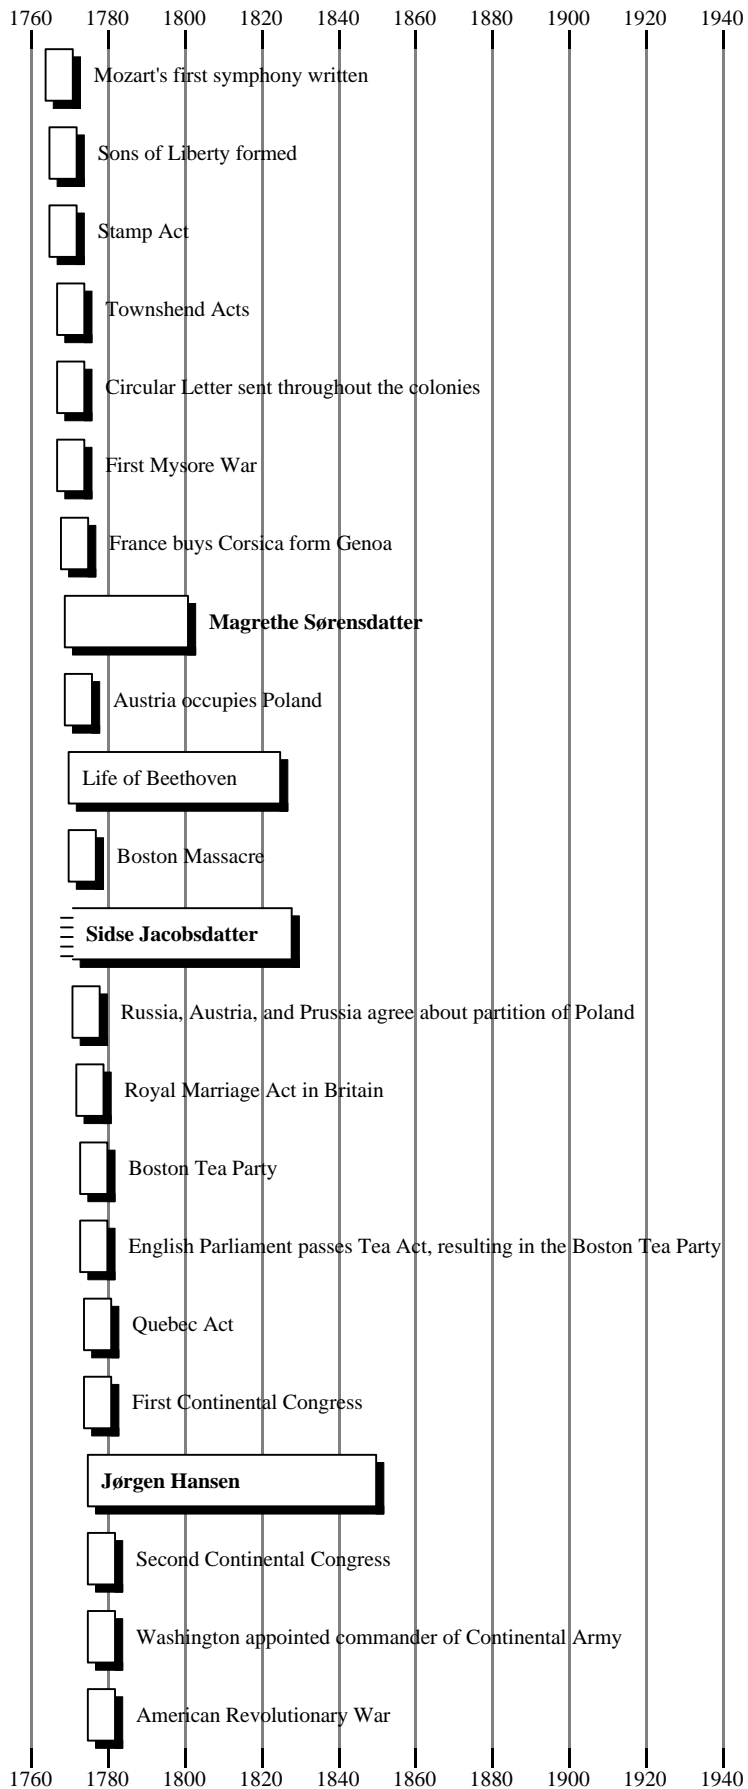 1760 1780 1800 1820 1840 1860 1880 1900 1920 1940
Mozart's first symphony written
Sons of Liberty formed
Stamp Act
Townshend Acts
Circular Letter sent throughout the colonies
First Mysore War
France buys Corsica form Genoa
Magrethe Sørensdatter
Austria occupies Poland
Life of Beethoven
Boston Massacre
Sidse Jacobsdatter
Russia, Austria, and Prussia agree about partition of Poland
Royal Marriage Act in Britain
Boston Tea Party
English Parliament passes Tea Act, resulting in the Boston Tea Party
Quebec Act
First Continental Congress
Jørgen Hansen
Second Continental Congress
Washington appointed commander of Continental Army
American Revolutionary War
1760 1780 1800 1820 1840 1860 1880 1900 1920 1940